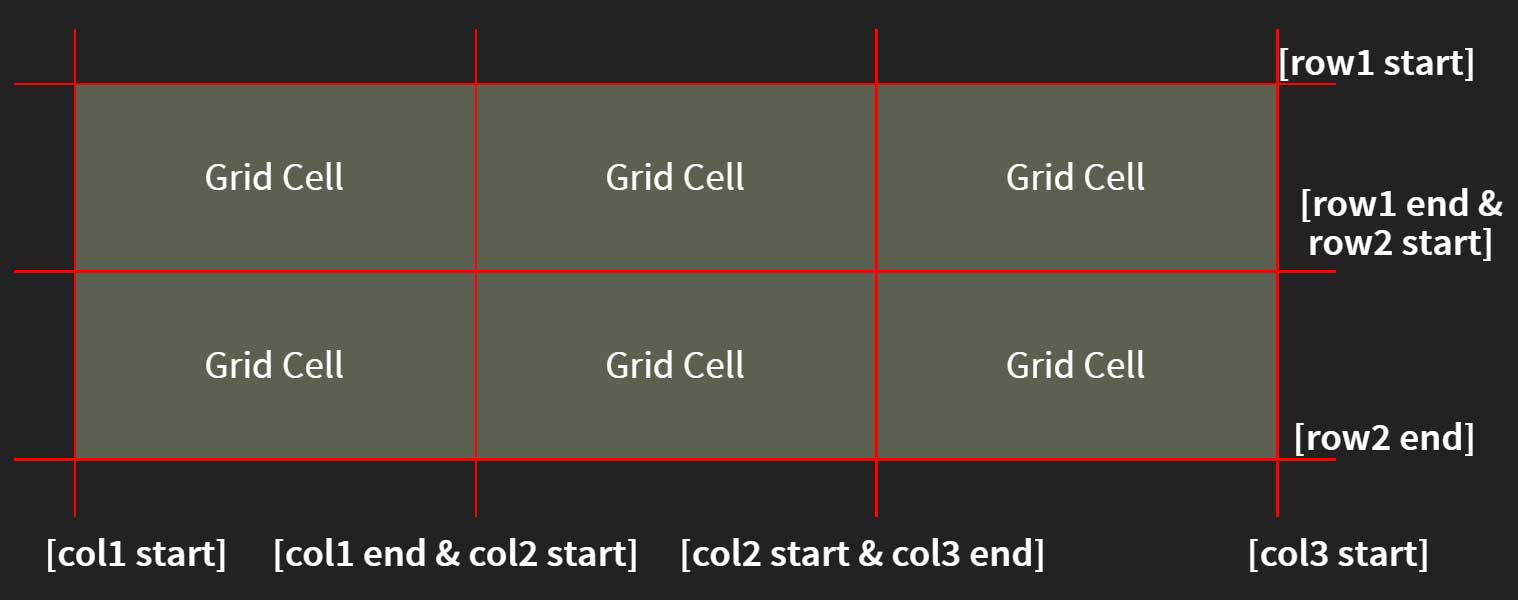 [row1 start]
Grid Cell Grid Cell Grid Cell
[row1 end &
row2 start]
Grid Cell Grid Cell Grid Cell
[row2 end]
[col1 start] [col1 end & col2 start] [col2 start & col3 end] [col3 start]